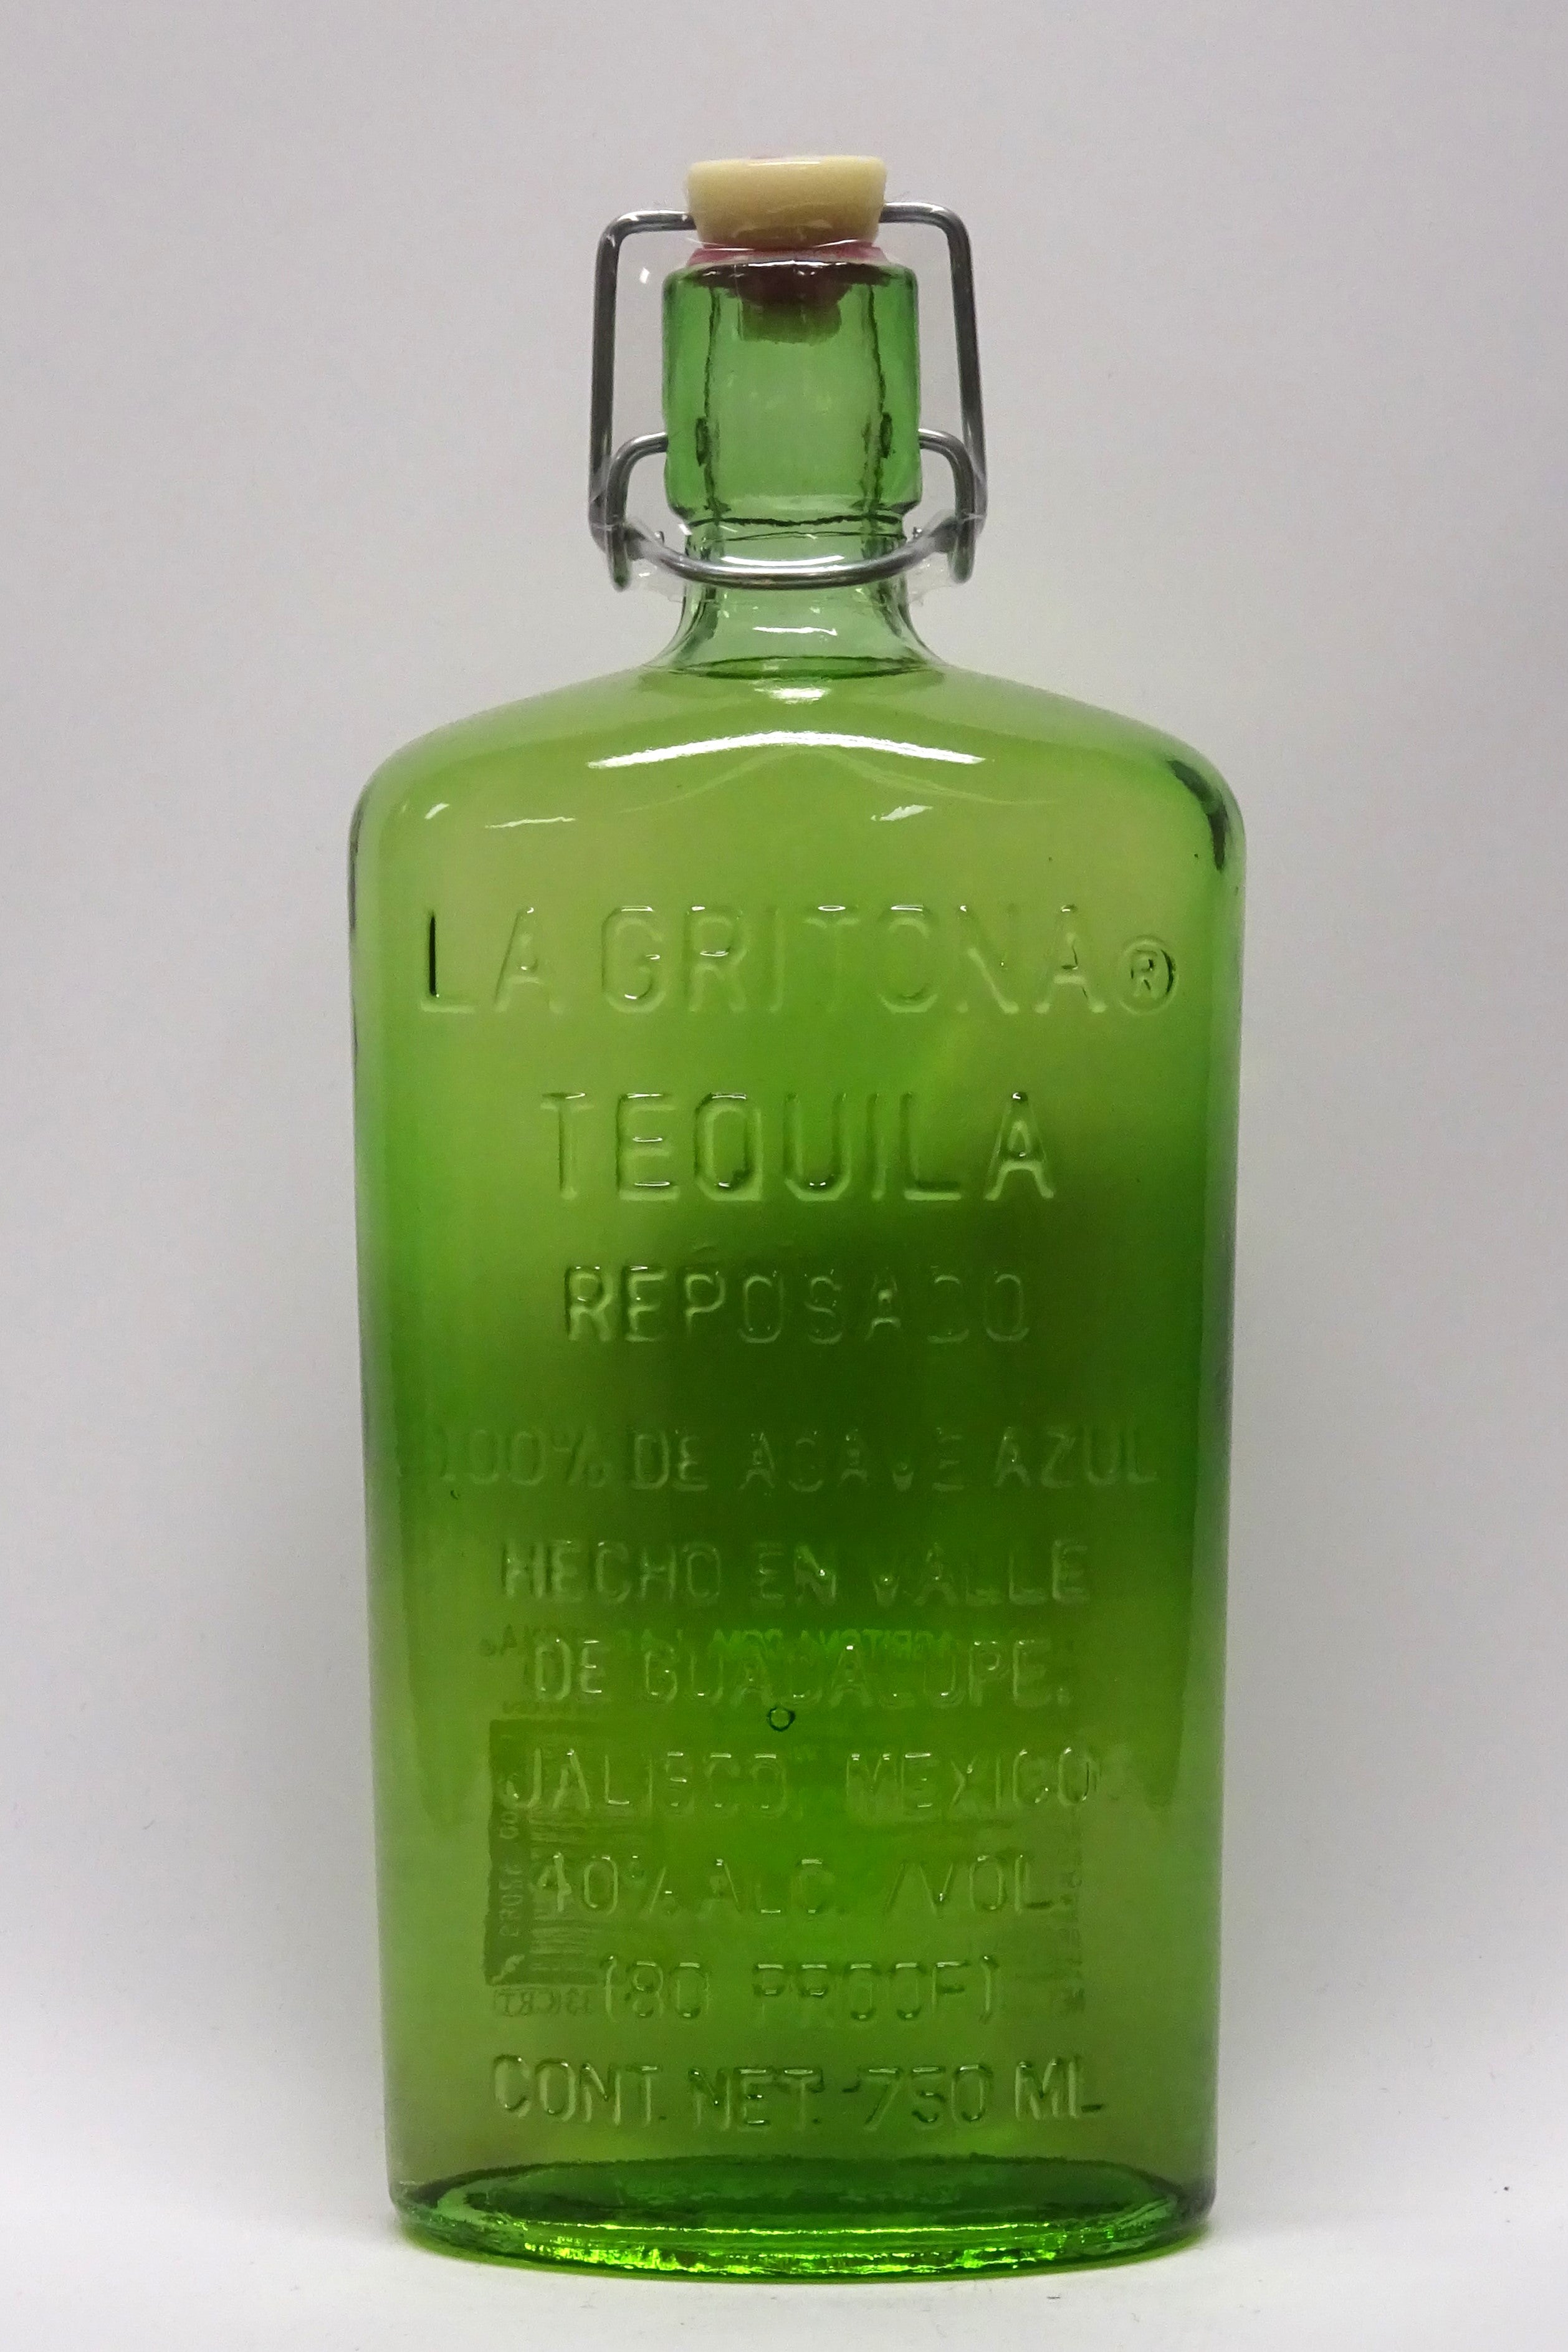 LA GRITONA®
TEQUILA
REPOSADO
100% DE AGAVE AZUL
HECHO EN VALLE
DE GUADALUPE,
JALISCO, MEXICO
40% ALC. /VOL.
(80 PROOF)
CONT. NET. 750 ML